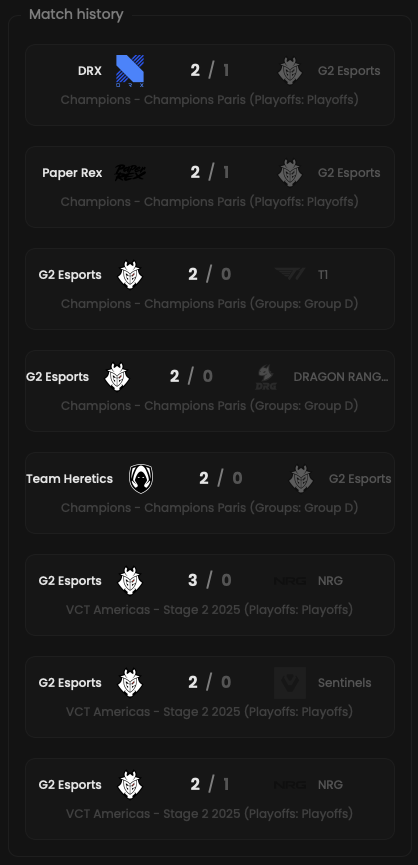 Match history
DRX 2 / 1 G2 Esports
Champions - Champions Paris (Playoffs: Playoffs)
Paper Rex 2 / 1 G2 Esports
Champions - Champions Paris (Playoffs: Playoffs)
G2 Esports 2 / 0 T1
Champions - Champions Paris (Groups: Group D)
G2 Esports 2 / 0 DRG DRAGON RANG...
Champions - Champions Paris (Groups: Group D)
Team Heretics 2 / 0 G2 Esports
Champions - Champions Paris (Groups: Group D)
G2 Esports 3 / 0 NRG NRG
VCT Americas - Stage 2 2025 (Playoffs: Playoffs)
G2 Esports 2 / 0 Sentinels
VCT Americas - Stage 2 2025 (Playoffs: Playoffs)
G2 Esports 2 / 1 NRG NRG
VCT Americas - Stage 2 2025 (Playoffs: Playoffs)